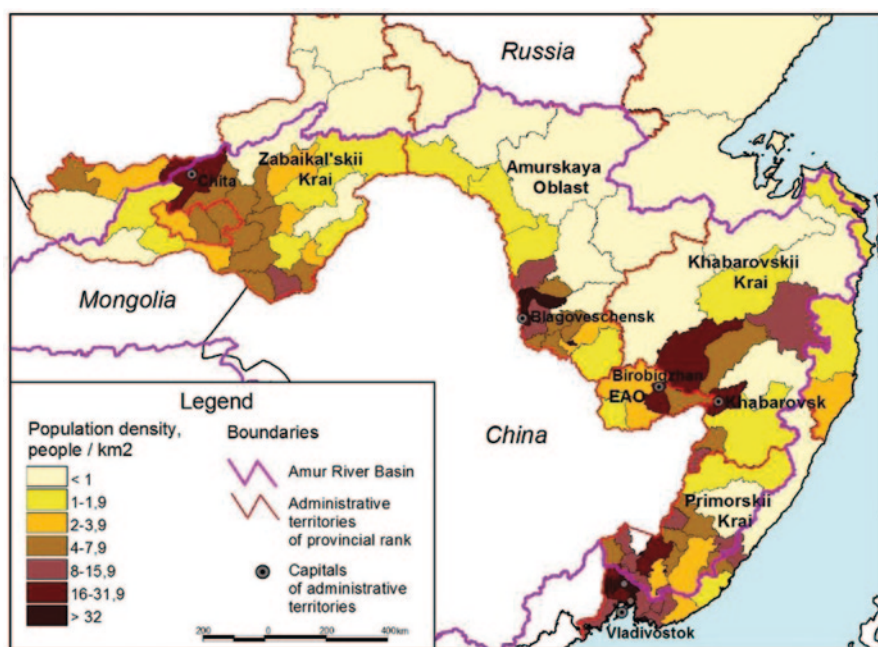 Russia
Zabaikal'skii
Krai
Chita
Amurskaya
Oblast
Mongolia
Khabarovskii
Krai
Blagoveschensk
Birobigzhan
EAO
Khabarovsk
China
Primorskii
Krai
Vladivostok
Legend
Population density,
people / km2
< 1
1-1,9
2-3,9
4-7,9
8-15,9
16-31,9
> 32
Boundaries
Amur River Basin
Administrative
territories
of provincial rank
Capitals
of administrative
territories
200 0 200 400km